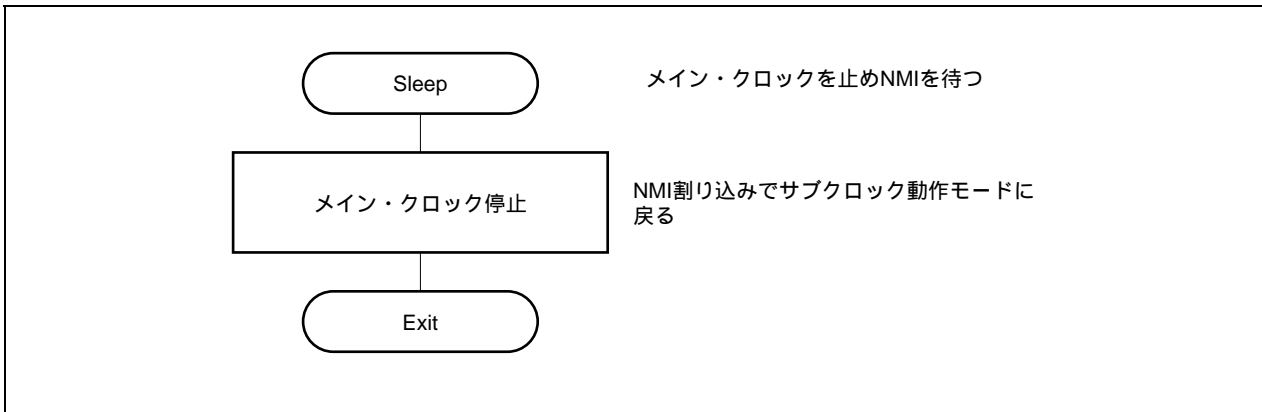 Sleep
メイン・クロックを止めNMIを待つ
メイン・クロック停止
NMI割り込みでサブクロック動作モードに
戻る
Exit